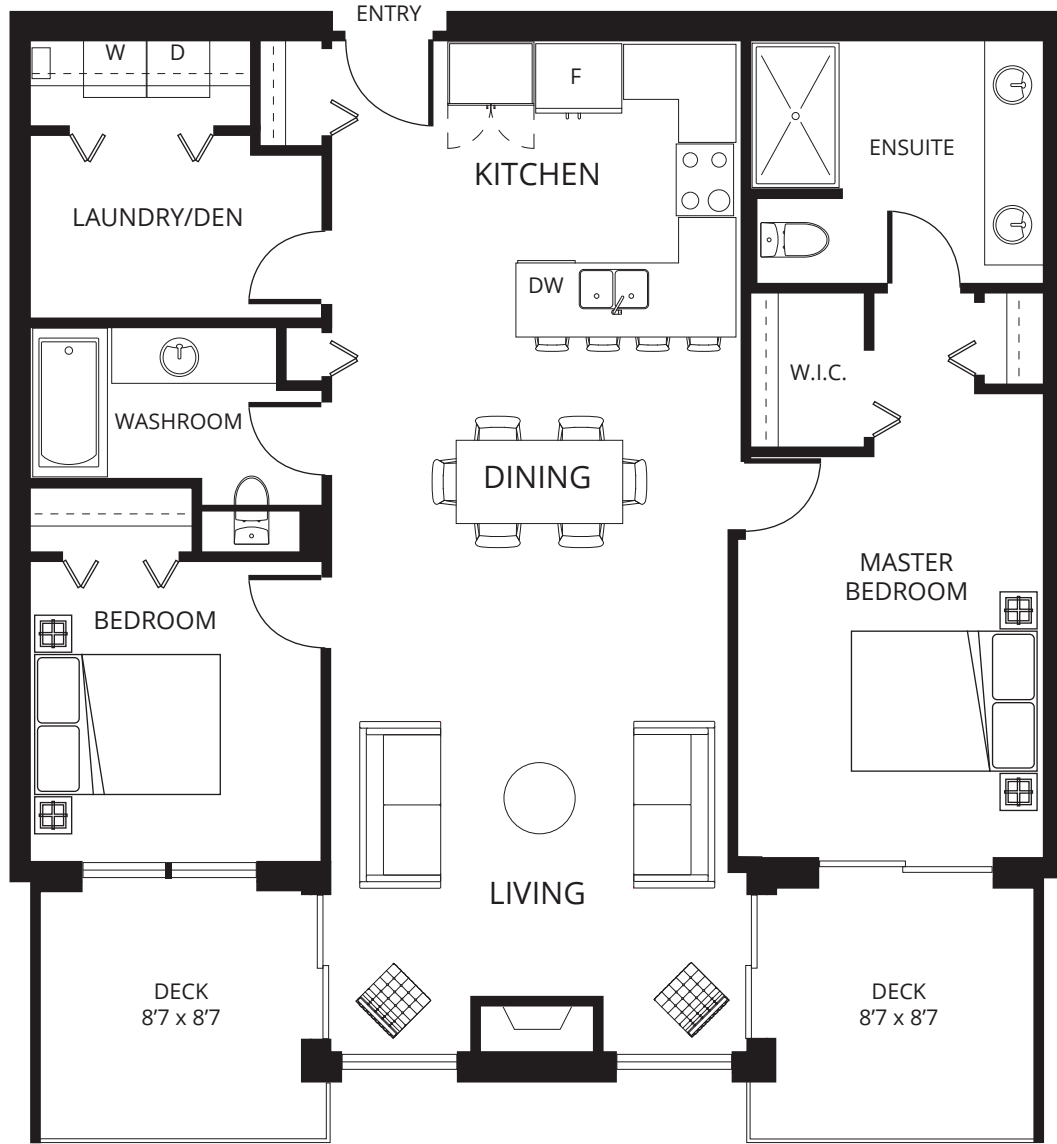 ENTRY
W
D
F
KITCHEN
ENSUITE
LAUNDRY/DEN
DW
W.I.C.
WASHROOM
DINING
MASTER
BEDROOM
BEDROOM
LIVING
DECK
8'7 x 8'7
DECK
8'7 x 8'7